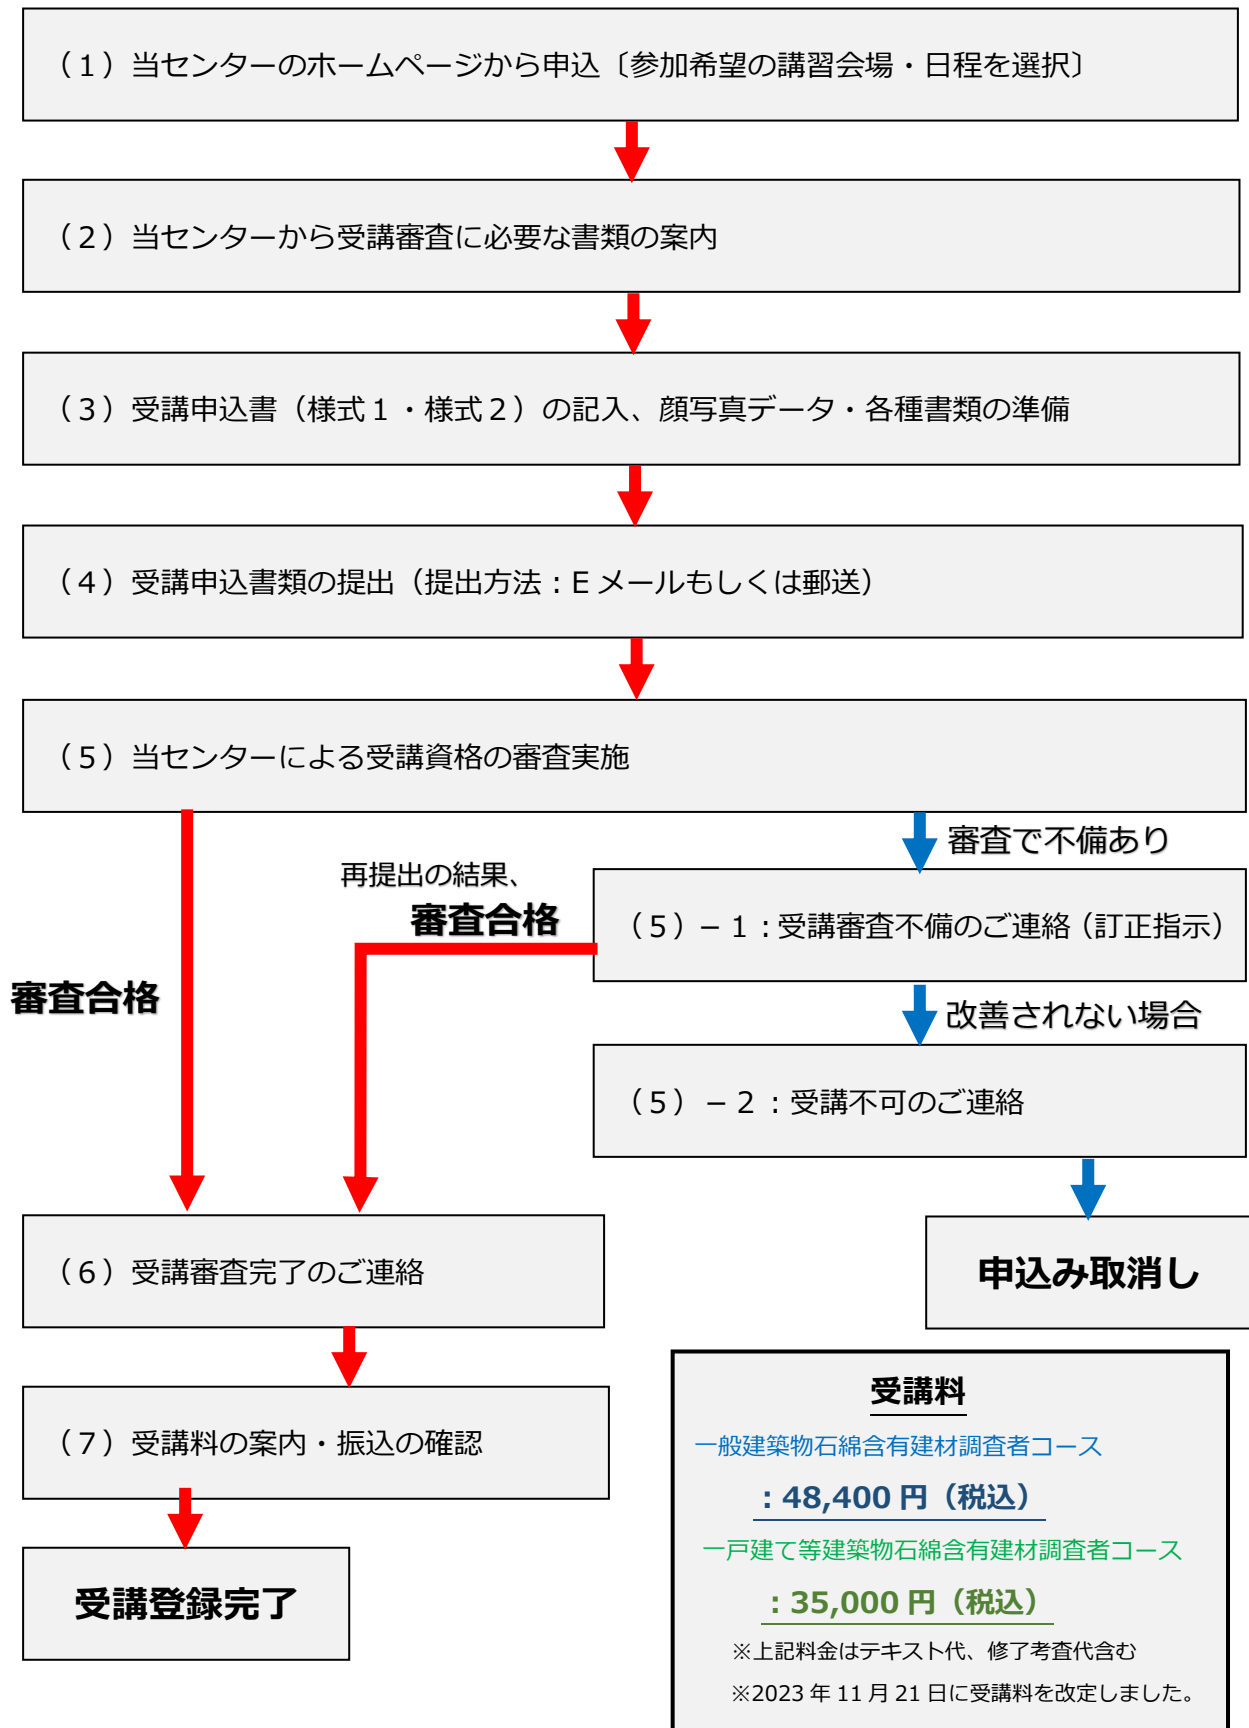 （１）当センターのホームページから申込〔参加希望の講習会場・日程を選択〕
（２）当センターから受講審査に必要な書類の案内
（３）受講申込書（様式１・様式２）の記入、顔写真データ・各種書類の準備
（４）受講申込書類の提出（提出方法：Ｅメールもしくは郵送）
（５）当センターによる受講資格の審査実施
審査で不備あり
再提出の結果、
審査合格
（５）－１：受講審査不備のご連絡（訂正指示）
審査合格
改善されない場合
（５）－２：受講不可のご連絡
（６）受講審査完了のご連絡
申込み取消し
（７）受講料の案内・振込の確認
受講登録完了
受講料
一般建築物石綿含有建材調査者コース
：48,400 円（税込）
一戸建て等建築物石綿含有建材調査者コース
：35,000 円（税込）
※上記料金はテキスト代、修了考査代含む
※2023 年 11 月 21 日に受講料を改定しました。